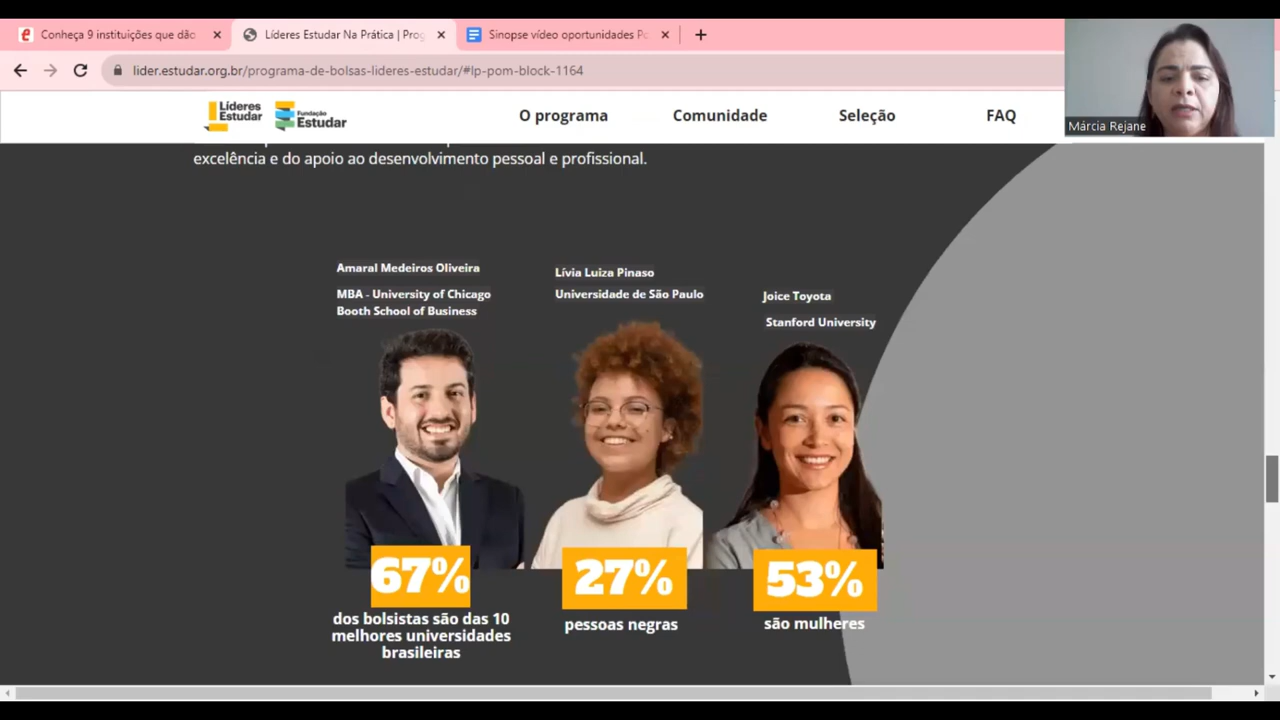 Conheça 9 instituições que dão
Líderes Estudar Na Prática | Prog
Sinopse vídeo oportunidades Po
lider.estudar.org.br/programa-de-bolsas-lideres-estudar/#lp-pom-block-1164
Márcia Rejane
Líderes
Estudar
Fundação
Estudar
O programa
Comunidade
Seleção
FAQ
excelência e do apoio ao desenvolvimento pessoal e profissional.
Amaral Medeiros Oliveira
MBA - University of Chicago
Booth School of Business
Lívia Luiza Pinaso
Universidade de São Paulo
Joice Toyota
Stanford University
67%
dos bolsistas são das 10
melhores universidades
brasileiras
27%
pessoas negras
53%
são mulheres